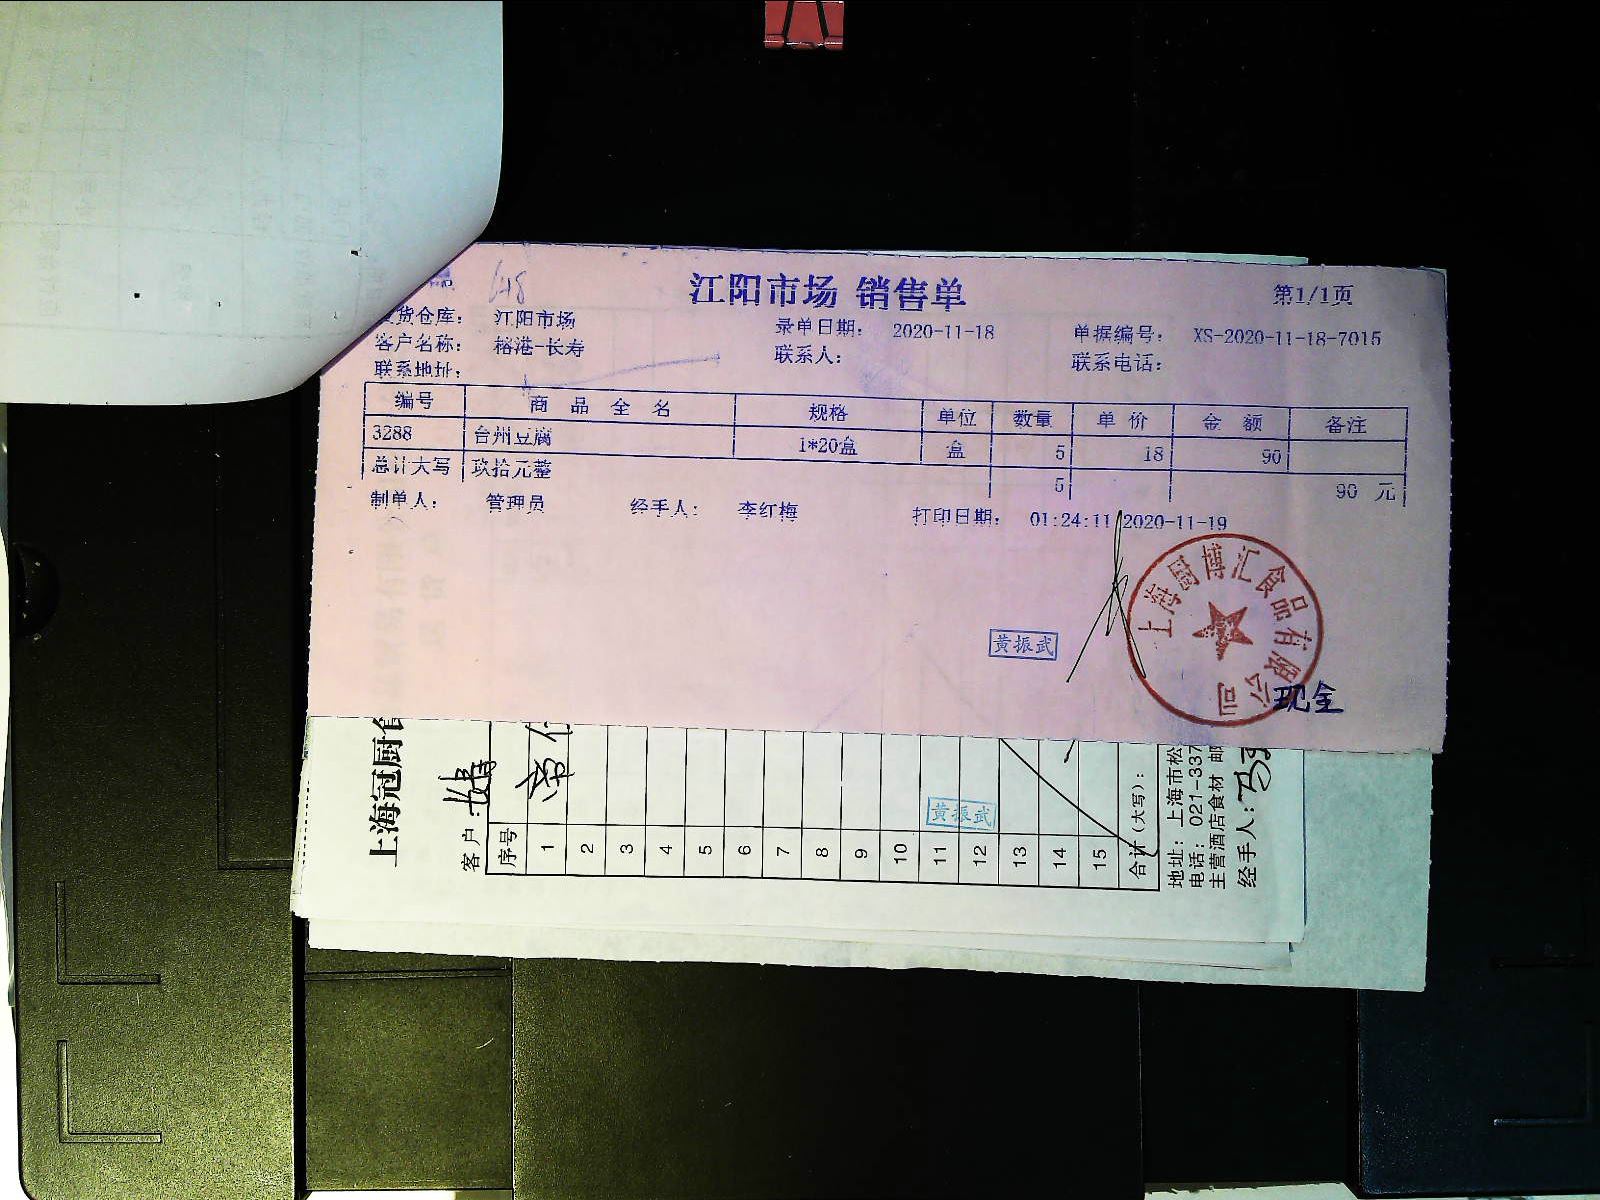 江阳市场 销售单
第1/1页
648
发货仓库： 江阳市场 录单日期： 2020-11-18 单据编号： XS-2020-11-18-7015
客户名称： 榕港-长寿 联系人： 联系电话：
联系地址：
编号 商品全名 规格 单位 数量 单价 金额 备注
3288 台州豆腐 1*20盒 盒 5 18 90
总计大写 玖拾元整 5 90 元
制单人： 管理员 经手人： 李红梅 打印日期： 01:24:11 2020-11-19
黄振武
上海厨博汇食品有限公司
现金
上海冠厨食
客户：
序号
1
2
3
4
5
6
7
8
9
10
11
12
13
14
15
黄振武
合计（大写）：
地址：上海市松
电话：021-337
主营酒店食材 邮
经手人：